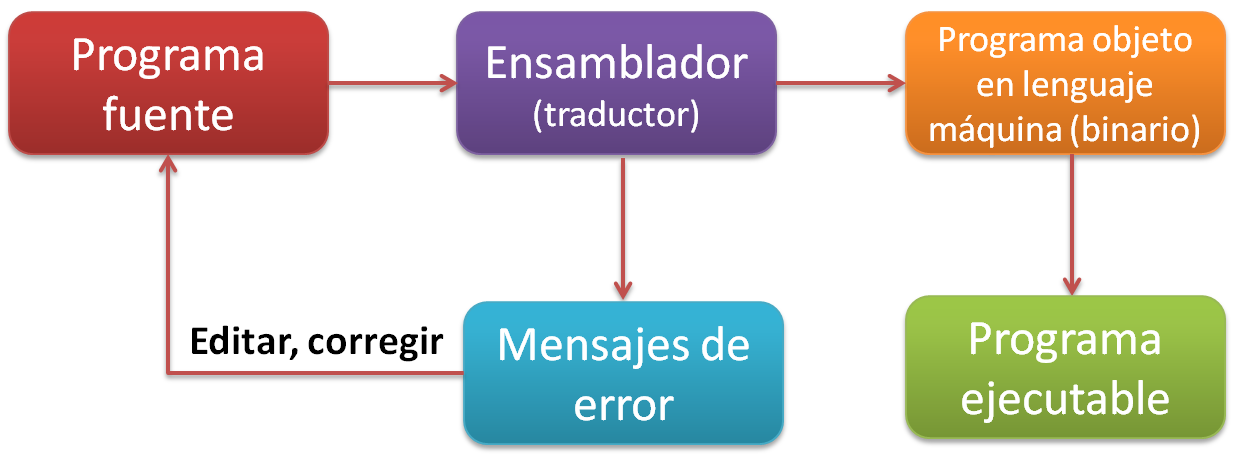 Programa
fuente
Ensamblador
(traductor)
Programa objeto
en lenguaje
máquina (binario)
Editar, corregir
Mensajes de
error
Programa
ejecutable